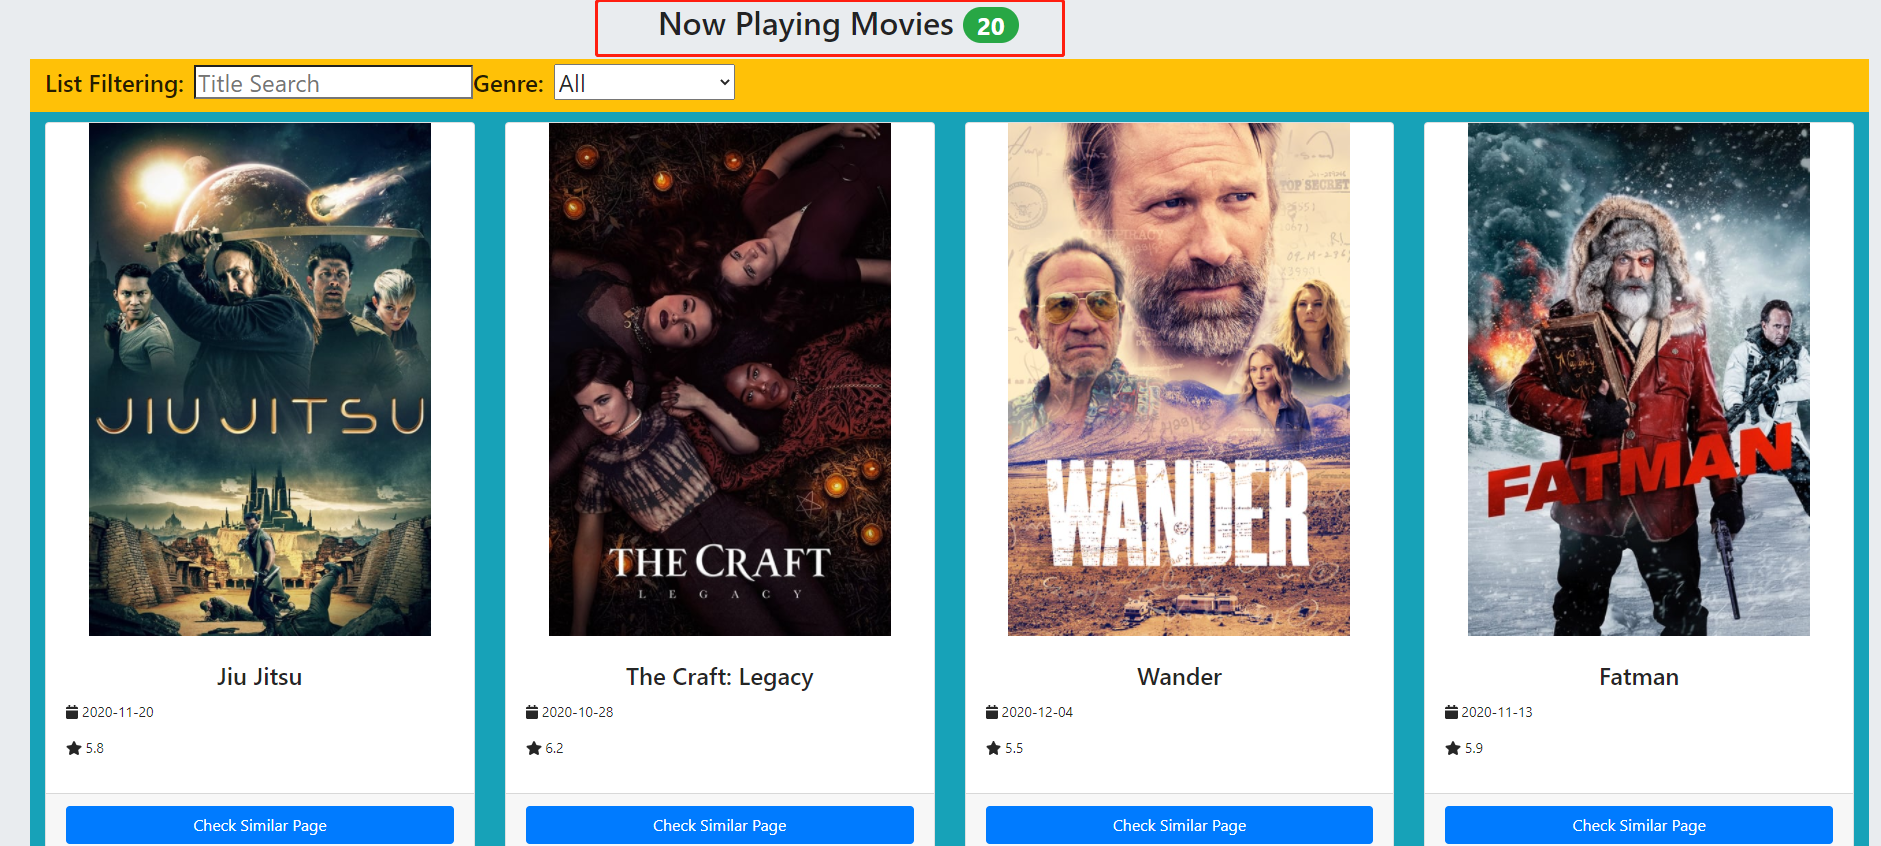 Now Playing Movies 20
List Filtering: Title Search Genre: All
JIU JITSU
THE CRAFT
LEGACY
TOP SECRET
WANDER
Naughty
FATMAN
Jiu Jitsu
2020-11-20
5.8
Check Similar Page
The Craft: Legacy
2020-10-28
6.2
Check Similar Page
Wander
2020-12-04
5.5
Check Similar Page
Fatman
2020-11-13
5.9
Check Similar Page